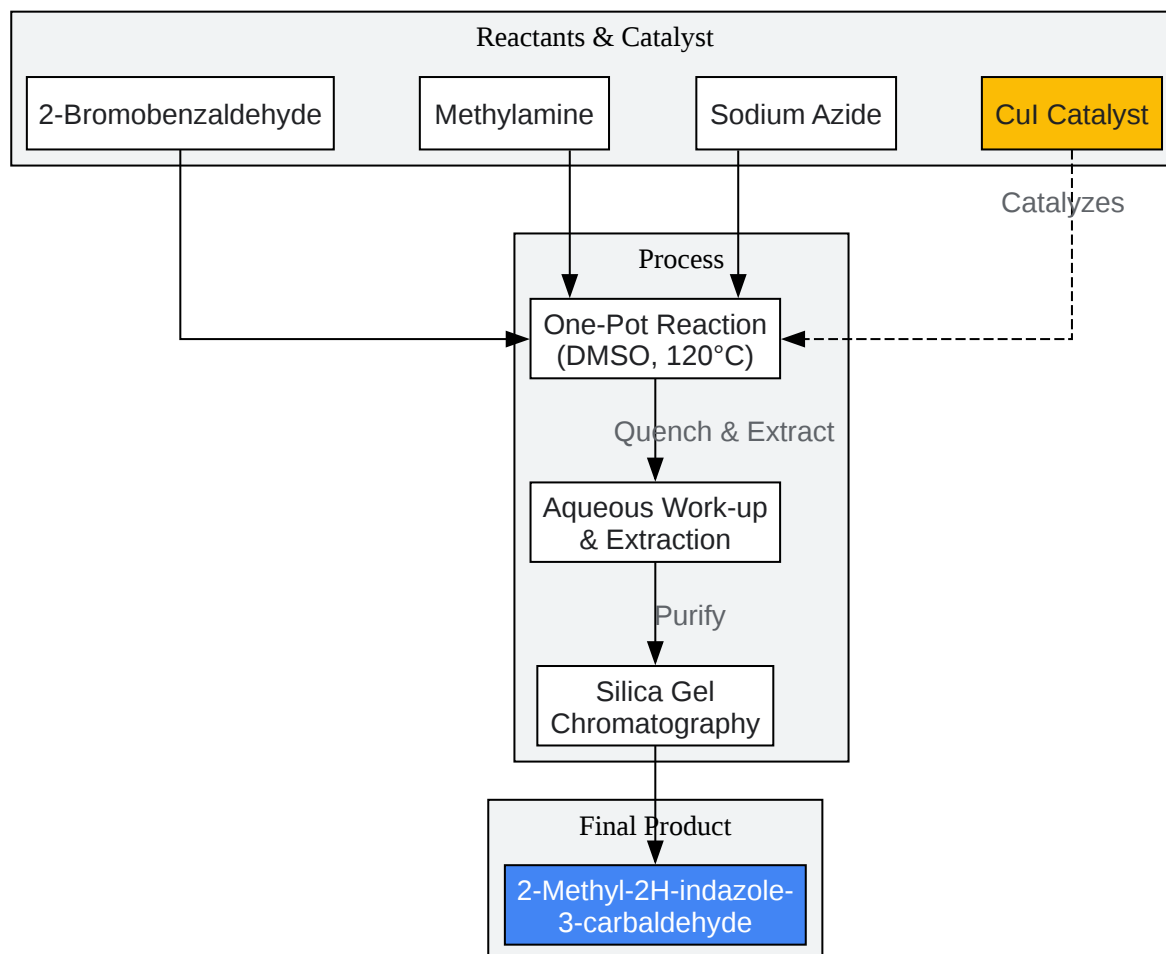 Reactants & Catalyst
2-Bromobenzaldehyde
Methylamine
Sodium Azide
CuI Catalyst
Catalyzes
Process
One-Pot Reaction
(DMSO, 120°C)
Quench & Extract
Aqueous Work-up
& Extraction
Purify
Silica Gel
Chromatography
Final Product
2-Methyl-2H-indazole-
3-carbaldehyde